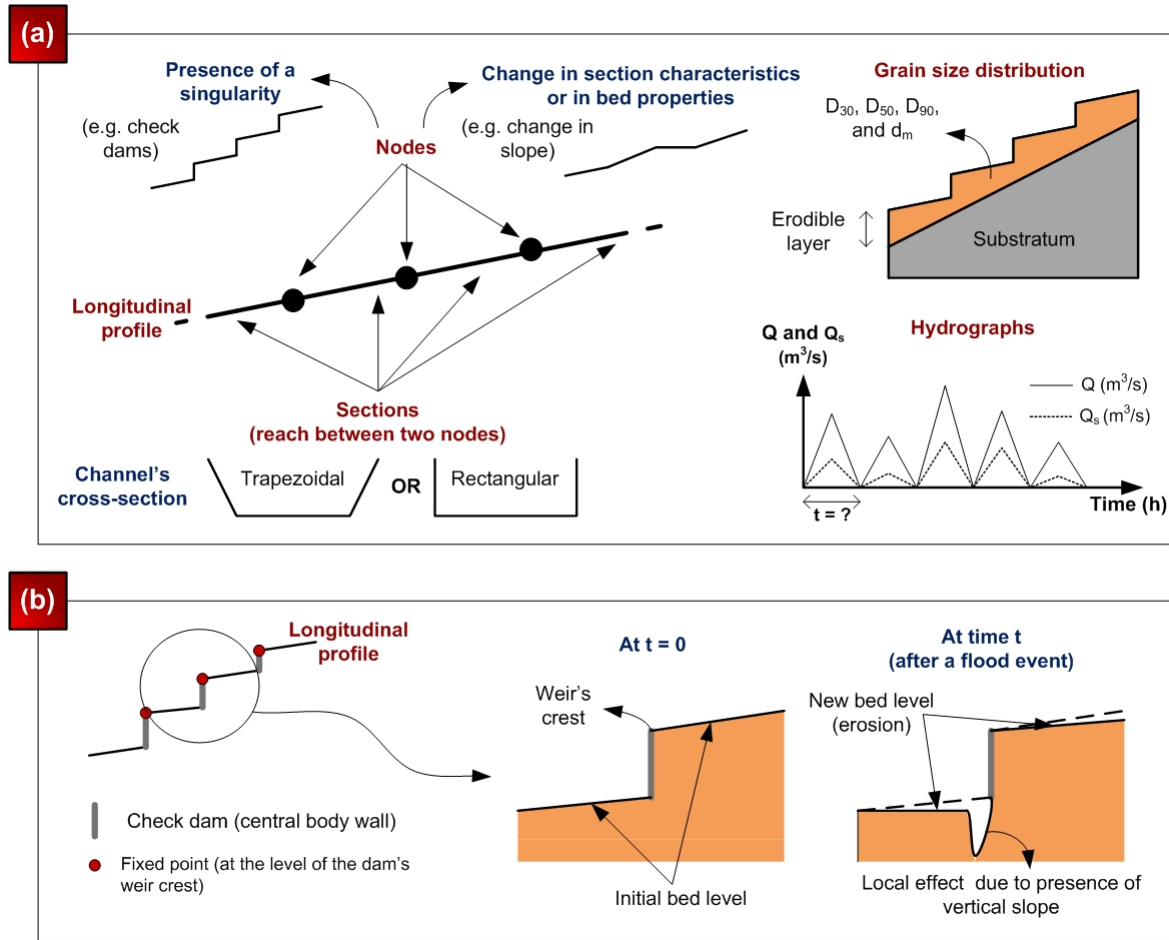 (a)
Presence of a
singularity
(e.g. check
dams)
Nodes
Change in section characteristics
or in bed properties
(e.g. change in
slope)
Longitudinal
profile
Sections
(reach between two nodes)
Channel's
cross-section
Trapezoidal
OR
Rectangular
Grain size distribution
D30, D50, D90,
and dm
Erodible
layer
Substratum
Hydrographs
Q and Qs
(m3/s)
Q (m3/s)
Qs (m3/s)
t = ?
Time (h)
(b)
Longitudinal
profile
Check dam (central body wall)
Fixed point (at the level of the dam's
weir crest)
At t = 0
Weir's
crest
Initial bed level
At time t
(after a flood event)
New bed level
(erosion)
Local effect due to presence of
vertical slope